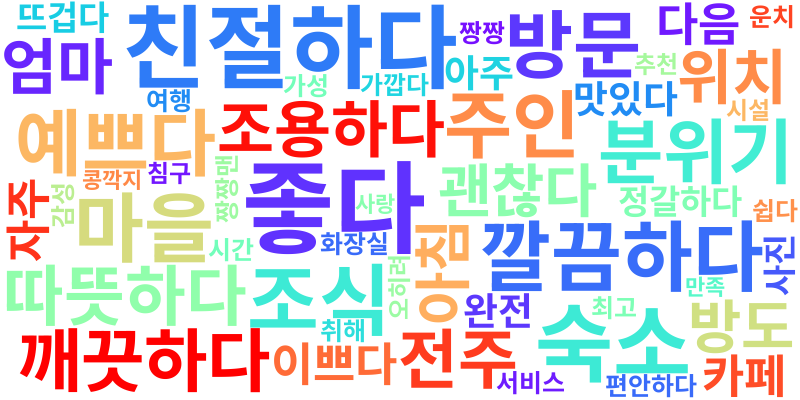 뜨겁다
친절하다
짱짱
방문
다음
운치
엄마
가성
가깝다
아주
추천
위치
여행
맛있다
시설
예쁘다
조용하다
주인
분위기
콩깍지
침구
짱짱맨
감성
자주
마을
좋다
사랑
괜찮다
정갈하다
쉽다
시간
화장실
아침
깔끔하다
사진
따뜻하다
조식
오히려
완전
최고
만족
방도
취해
숙소
깨끗하다
이쁘다
전주
서비스
편안하다
카페